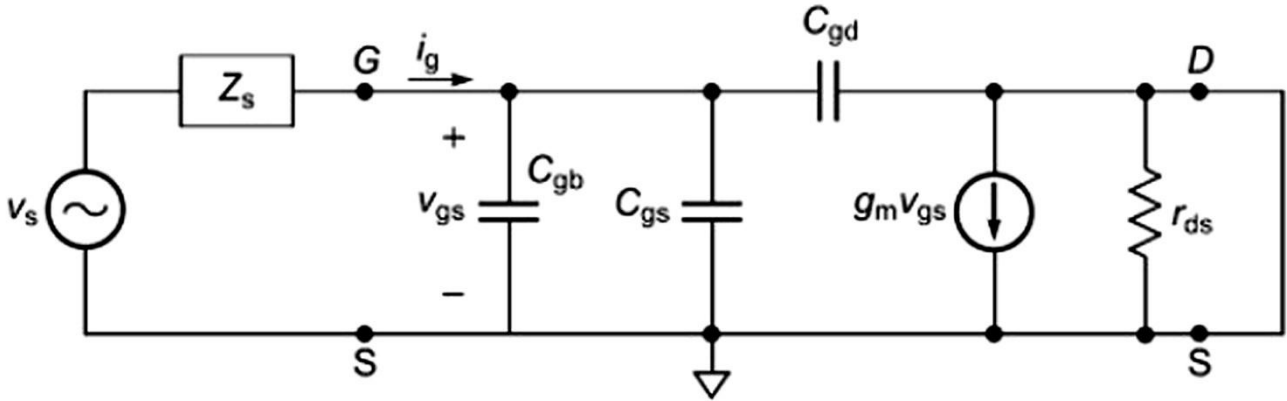 C_gd
G
i_g
D
Z_s
+
v_s
v_gs
C_gb
C_gs
g_m v_gs
r_ds
−
S
S